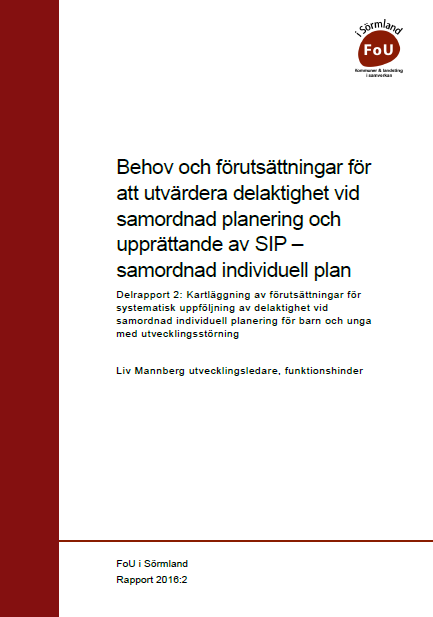 i Sörmland
FoU
Kommuner & landsting
i samverkan
Behov och förutsättningar för
att utvärdera delaktighet vid
samordnad planering och
upprättande av SIP –
samordnad individuell plan
Delrapport 2: Kartläggning av förutsättningar för
systematisk uppföljning av delaktighet vid
samordnad individuell planering för barn och unga
med utvecklingsstörning
Liv Mannberg utvecklingsledare, funktionshinder
FoU i Sörmland
Rapport 2016:2